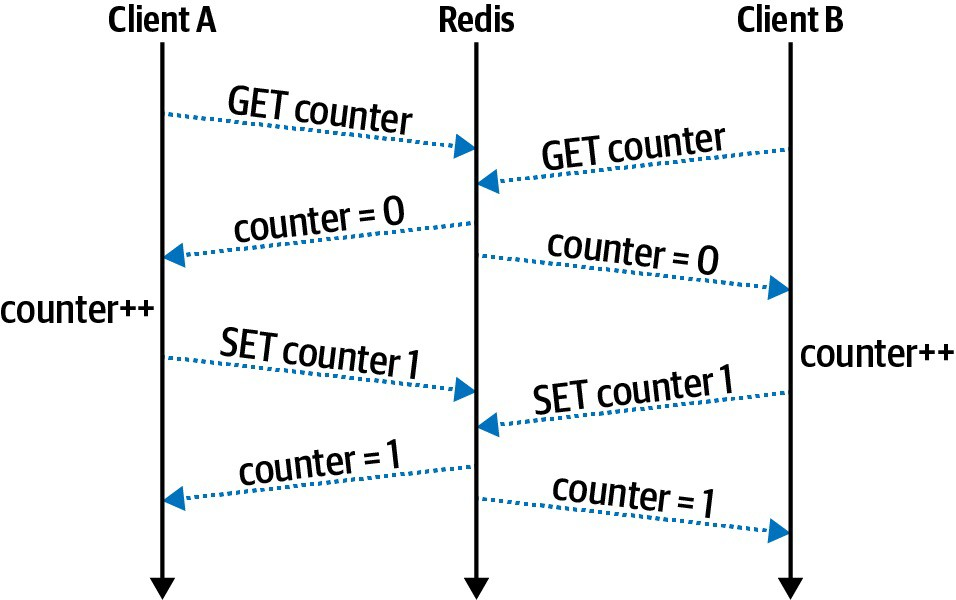 Client A
Redis
Client B
GET counter
GET counter
counter = 0
counter = 0
counter++
SET counter 1
counter++
SET counter 1
counter = 1
counter = 1